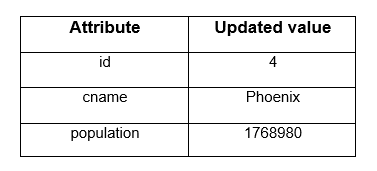 Attribute Updated value
id 4
cname Phoenix
population 1768980